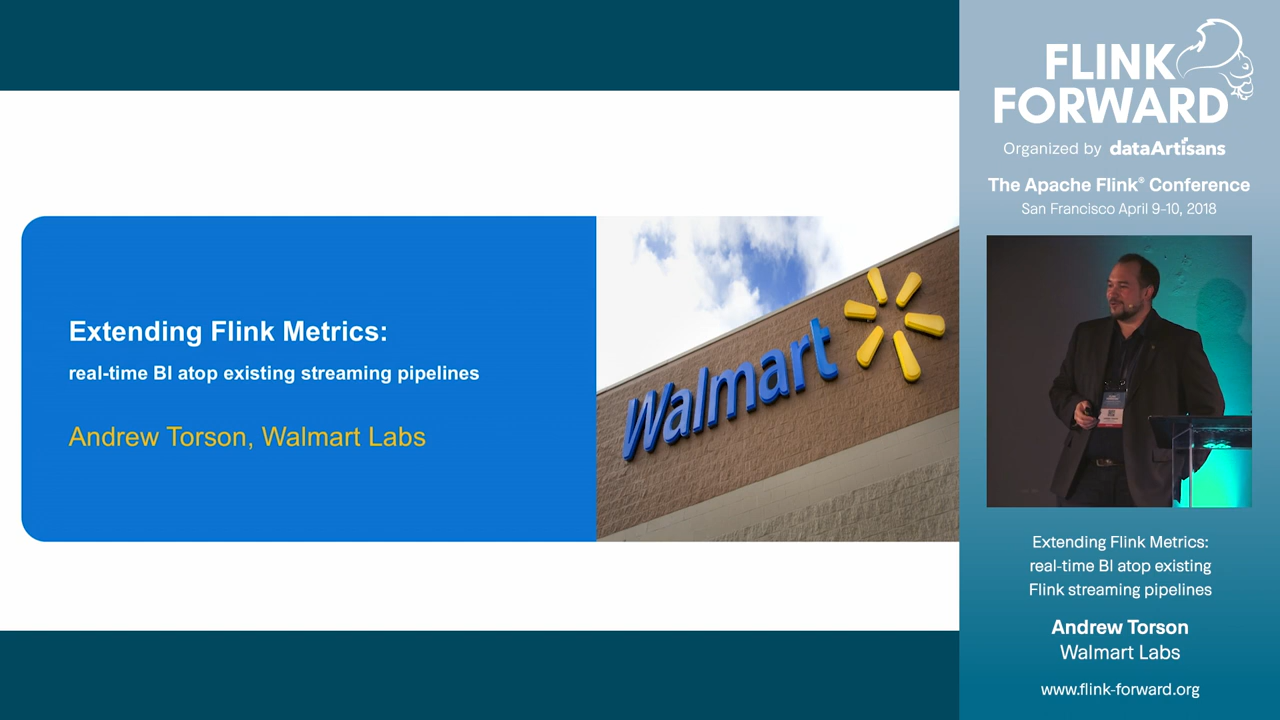 Extending Flink Metrics:
real-time BI atop existing streaming pipelines
Andrew Torson, Walmart Labs
Walmart
FLINK
FORWARD
Organized by dataArtisans
The Apache Flink® Conference
San Francisco April 9-10, 2018
Extending Flink Metrics:
real-time BI atop existing
Flink streaming pipelines
Andrew Torson
Walmart Labs
www.flink-forward.org